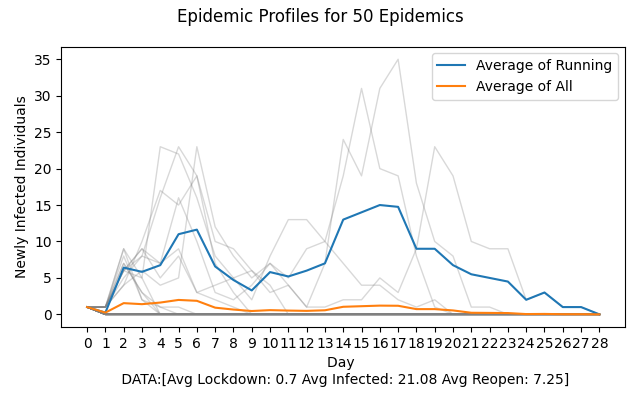 Epidemic Profiles for 50 Epidemics
Newly Infected Individuals
35
30
25
20
15
10
5
0
Average of Running
Average of All
0 1 2 3 4 5 6 7 8 9 10 11 12 13 14 15 16 17 18 19 20 21 22 23 24 25 26 27 28
Day
DATA:[Avg Lockdown: 0.7 Avg Infected: 21.08 Avg Reopen: 7.25]